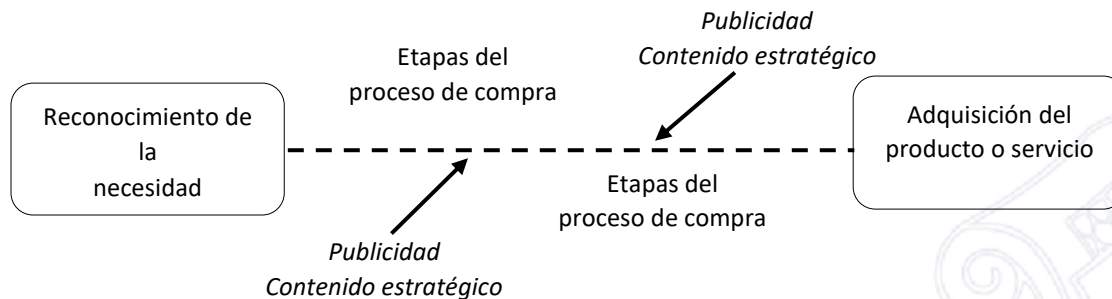 Publicidad
Contenido estratégico
Etapas del
proceso de compra
Reconocimiento de
la
necesidad
Adquisición del
producto o servicio
Etapas del
proceso de compra
Publicidad
Contenido estratégico